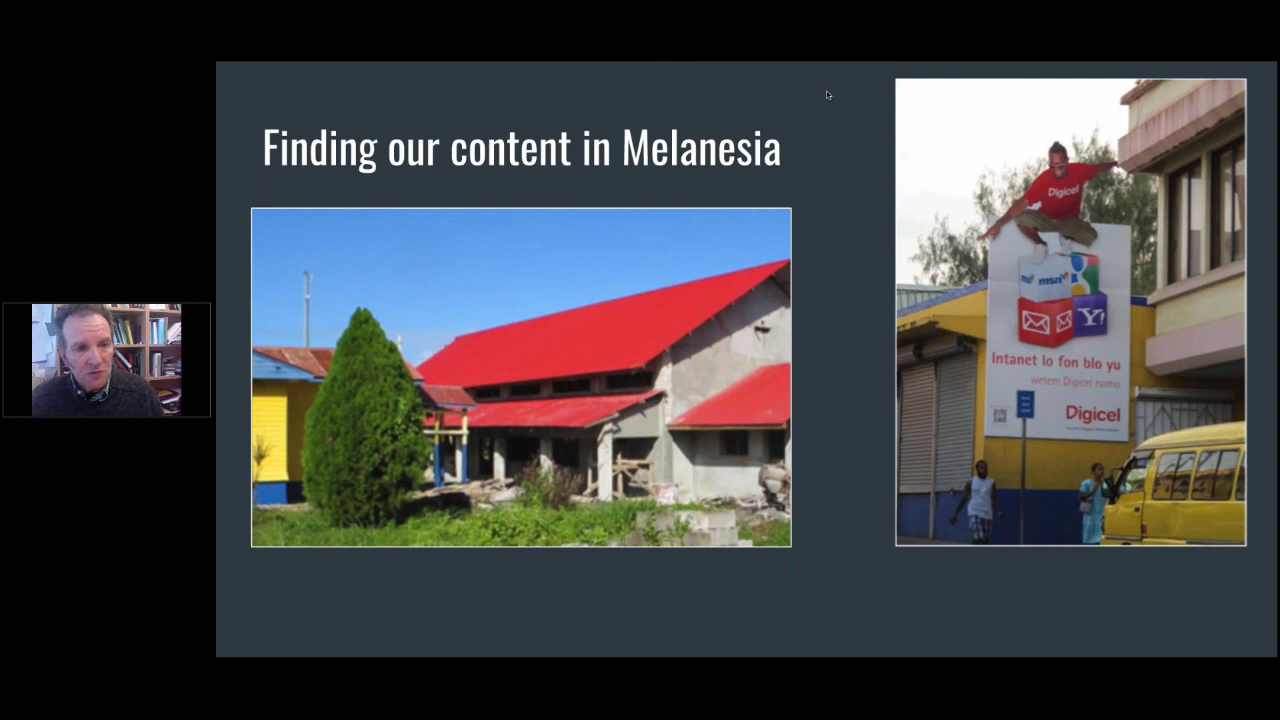 Finding our content in Melanesia
Digicel
msn
Y!
Intanet lo fon blo yu
wetem Digicel nomo
Digicel